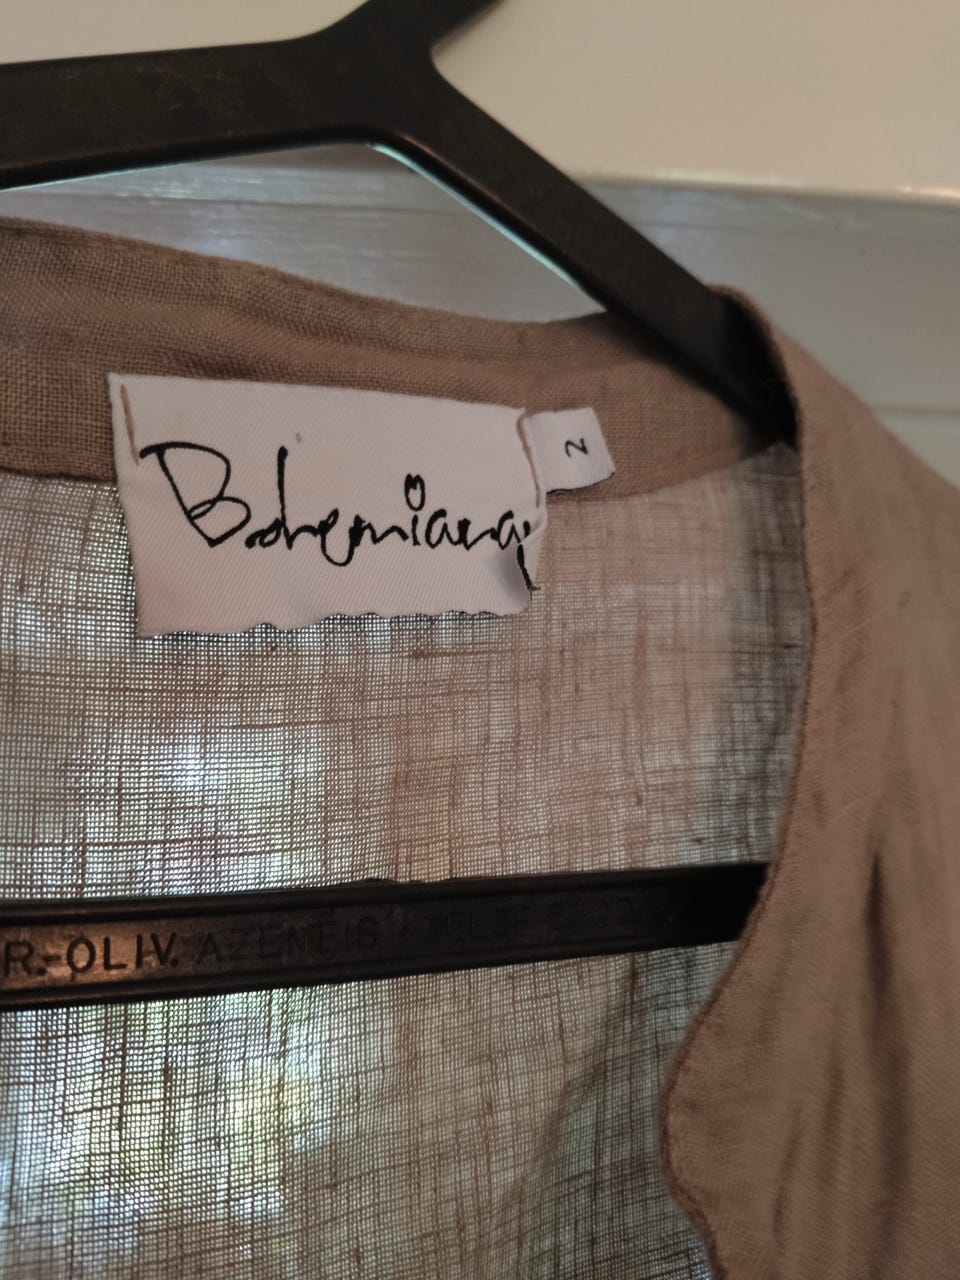 Bohemiana
2
R.-OLIV. AZEMEIS